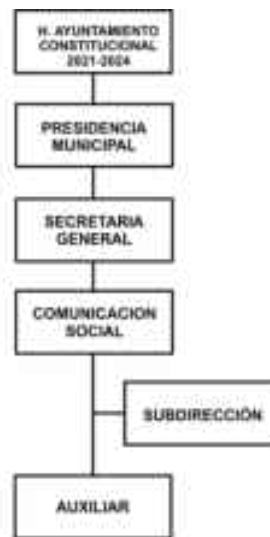 H. AYUNTAMIENTO
CONSTITUCIONAL
2021-2024
PRESIDENCIA
MUNICIPAL
SECRETARIA
GENERAL
COMUNICACION
SOCIAL
SUBDIRECCIÓN
AUXILIAR